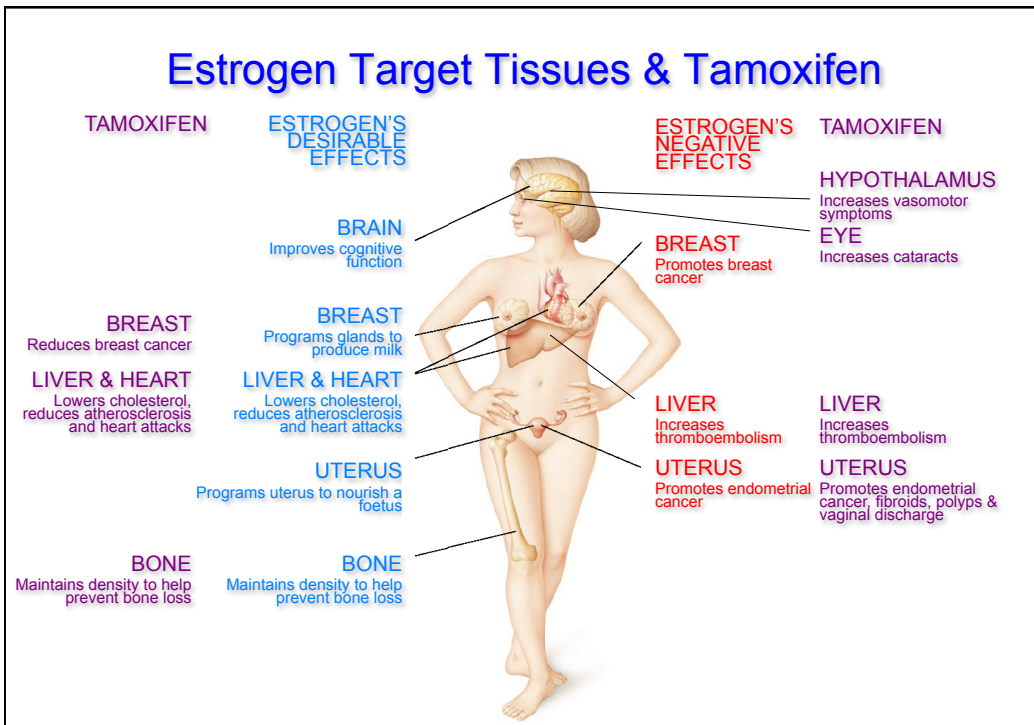 Estrogen Target Tissues & Tamoxifen
TAMOXIFEN
BREAST
Reduces breast cancer
LIVER & HEART
Lowers cholesterol,
reduces atherosclerosis
and heart attacks
BONE
Maintains density to help
prevent bone loss
ESTROGEN'S
DESIRABLE
EFFECTS
BRAIN
Improves cognitive
function
BREAST
Programs glands to
produce milk
LIVER & HEART
Lowers cholesterol,
reduces atherosclerosis
and heart attacks
UTERUS
Programs uterus to nourish a
foetus
BONE
Maintains density to help
prevent bone loss
ESTROGEN'S
NEGATIVE
EFFECTS
BREAST
Promotes breast
cancer
LIVER
Increases
thromboembolism
UTERUS
Promotes endometrial
cancer
TAMOXIFEN
HYPOTHALAMUS
Increases vasomotor
symptoms
EYE
Increases cataracts
LIVER
Increases
thromboembolism
UTERUS
Promotes endometrial
cancer, fibroids, polyps &
vaginal discharge